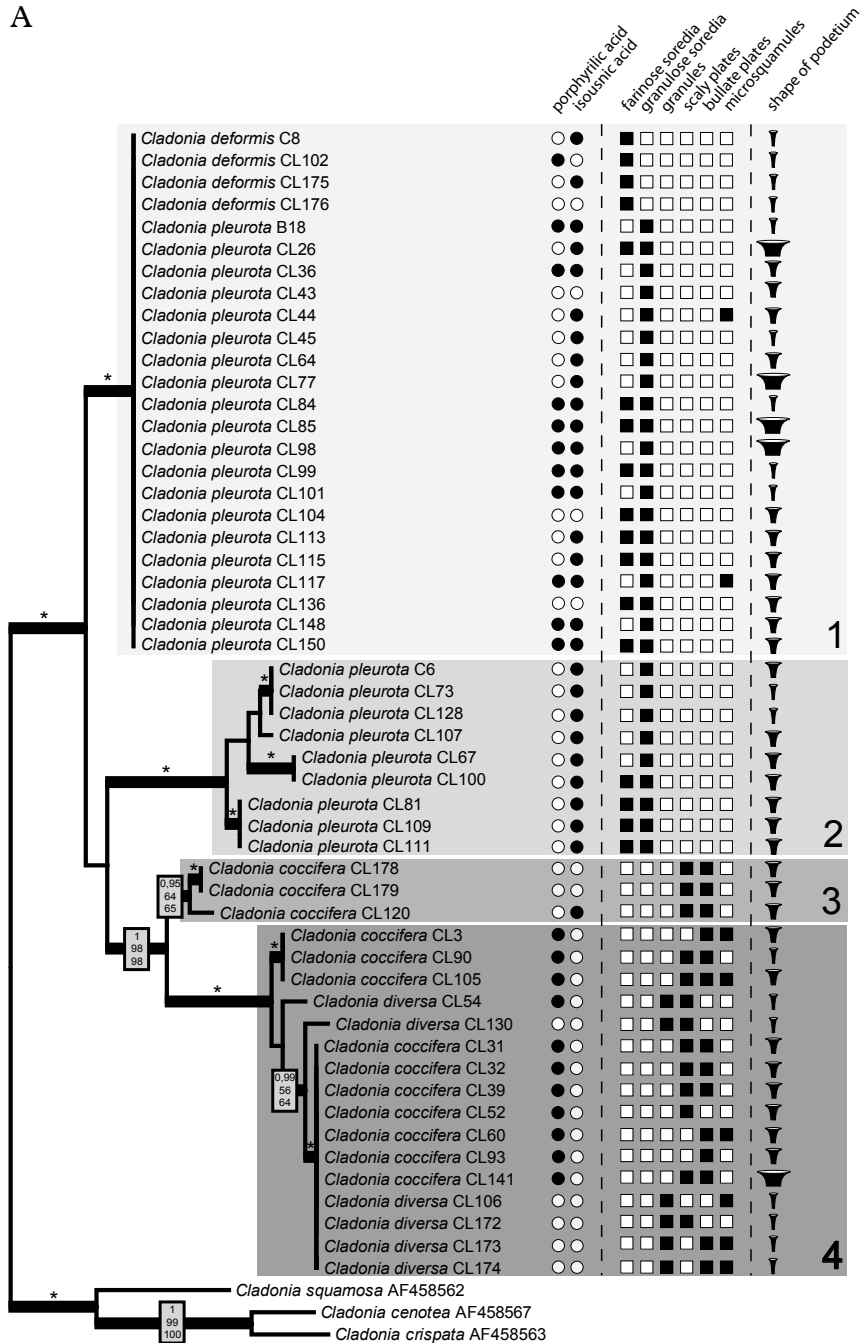 A
porphyrilic acid
isousnic acid
farinose soredia
granulose soredia
granules
scaly plates
bullate plates
microsquamules
shape of podetium
Cladonia deformis C8
Cladonia deformis CL102
Cladonia deformis CL175
Cladonia deformis CL176
Cladonia pleurota B18
Cladonia pleurota CL26
Cladonia pleurota CL36
Cladonia pleurota CL43
Cladonia pleurota CL44
Cladonia pleurota CL45
Cladonia pleurota CL64
Cladonia pleurota CL77
*
Cladonia pleurota CL84
Cladonia pleurota CL85
Cladonia pleurota CL98
Cladonia pleurota CL99
Cladonia pleurota CL101
Cladonia pleurota CL104
Cladonia pleurota CL113
Cladonia pleurota CL115
Cladonia pleurota CL117
Cladonia pleurota CL136
*
Cladonia pleurota CL148
Cladonia pleurota CL150
1
Cladonia pleurota C6
*
Cladonia pleurota CL73
Cladonia pleurota CL128
Cladonia pleurota CL107
Cladonia pleurota CL67
*
Cladonia pleurota CL100
*
Cladonia pleurota CL81
*
Cladonia pleurota CL109
Cladonia pleurota CL111
2
Cladonia coccifera CL178
*
Cladonia coccifera CL179
Cladonia coccifera CL120
0,95
64
65
3
1
98
98
Cladonia coccifera CL3
*
Cladonia coccifera CL90
Cladonia coccifera CL105
*
Cladonia diversa CL54
Cladonia diversa CL130
Cladonia coccifera CL31
Cladonia coccifera CL32
Cladonia coccifera CL39
0,99
56
64
Cladonia coccifera CL52
Cladonia coccifera CL60
*
Cladonia coccifera CL93
Cladonia coccifera CL141
Cladonia diversa CL106
Cladonia diversa CL172
Cladonia diversa CL173
Cladonia diversa CL174
4
*
Cladonia squamosa AF458562
1
99
100
Cladonia cenotea AF458567
Cladonia crispata AF458563